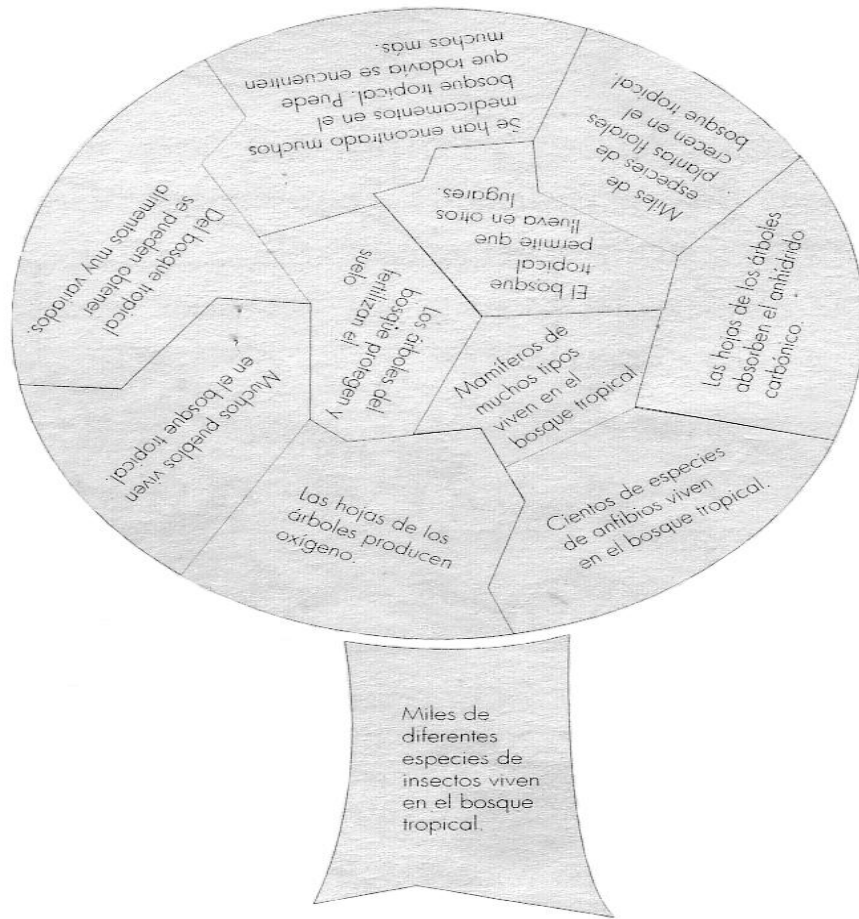 Se han encontrado muchos
medicamentos en el
bosque tropical. Puede
que todavía se encuentren
muchos más.
Miles de
especies de
plantas florales
crecen en el
bosque tropical.
Del bosque tropical
se pueden obtener
alimentos muy variados.
El bosque
tropical
permite que
llueva en otros
lugares.
Los árboles del
bosque protegen y
fertilizan el
suelo
Las hojas de los árboles
absorben el anhídrido
carbónico.
Mamíferos de
muchos tipos
viven en el
bosque tropical
Muchos pueblos viven
en el bosque tropical.
Las hojas de los
árboles producen
oxígeno.
Cientos de especies
de anfibios viven
en el bosque tropical.
Miles de
diferentes
especies de
insectos viven
en el bosque
tropical.